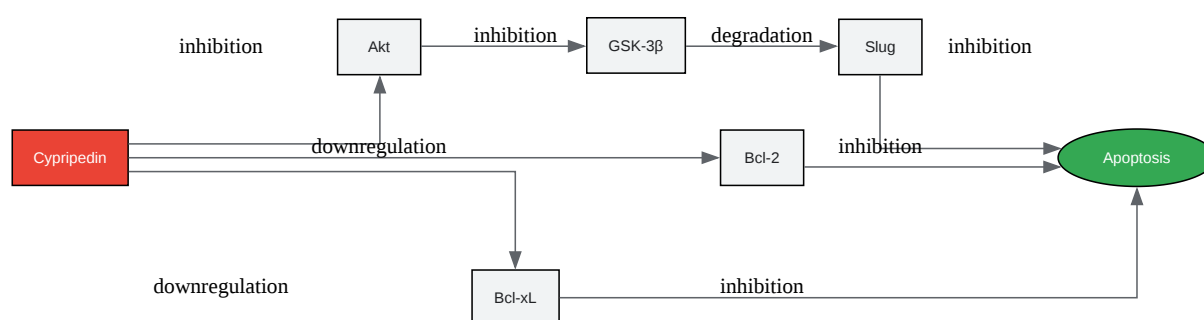 inhibition
Akt
inhibition
GSK-3β
degradation
Slug
inhibition
Cypripedin
downregulation
Bcl-2
inhibition
Apoptosis
downregulation
Bcl-xL
inhibition